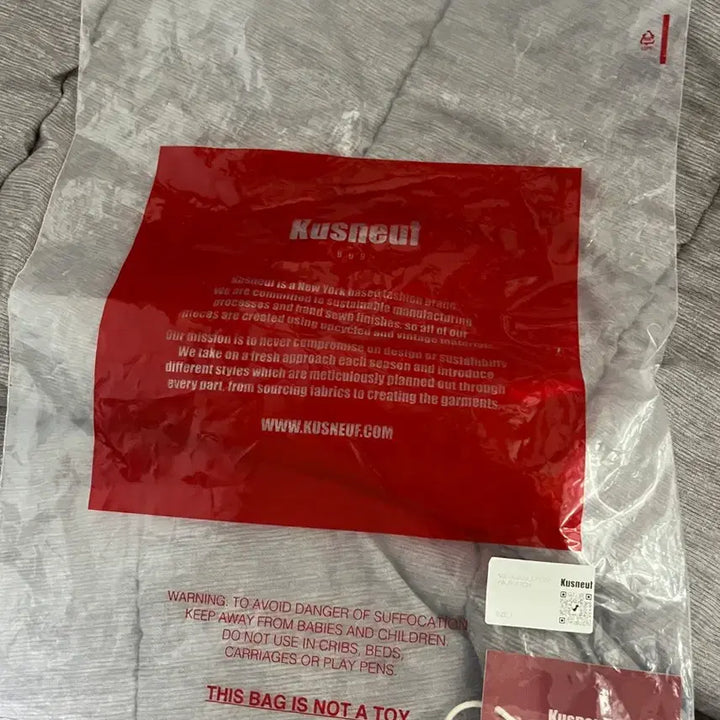 Kusneuf
Kusneuf is a New York based fashion brand.
We are committed to sustainable manufacturing
processes and hand sewn finishes, so all of our
pieces are created using upcycled and vintage materials.
Our mission is to never compromise on design or sustainability
We take on a fresh approach each season and introduce
different styles which are meticulously planned out through
every part, from sourcing fabrics to creating the garments.
WWW.KUSNEUF.COM
Kusneuf
WARNING: TO AVOID DANGER OF SUFFOCATION
KEEP AWAY FROM BABIES AND CHILDREN.
DO NOT USE IN CRIBS, BEDS,
CARRIAGES OR PLAY PENS.
THIS BAG IS NOT A TOY